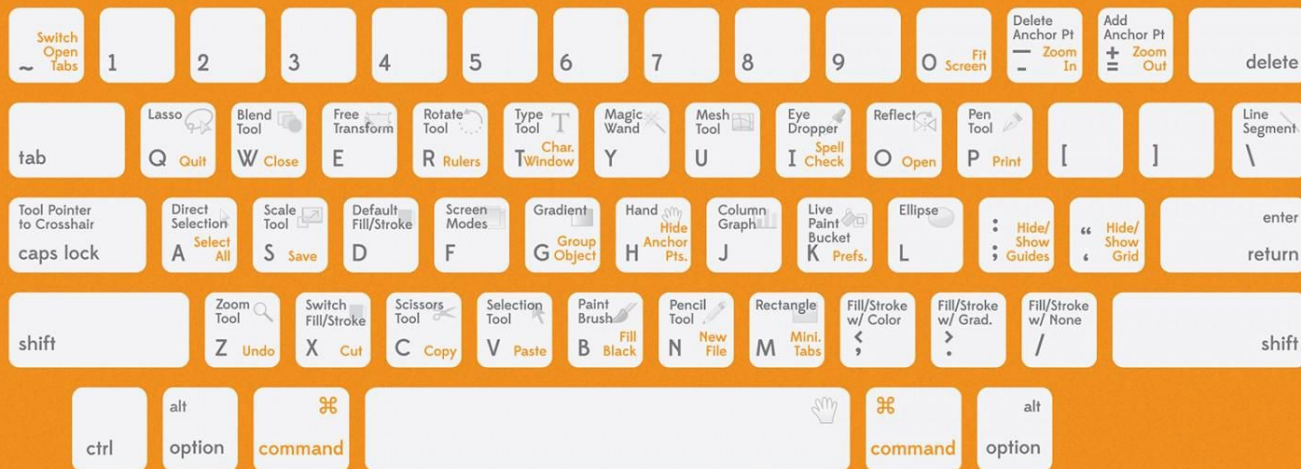 Switch
Open
~ Tabs
1
2
3
4
5
6
7
8
9
0 Fit
Screen
Delete
Anchor Pt
— Zoom
- In
Add
Anchor Pt
+ Zoom
= Out
delete
tab
Lasso
Q Quit
Blend
Tool
W Close
Free
Transform
E
Rotate
Tool
R Rulers
Type
Tool T
Char.
T Window
Magic
Wand
Y
Mesh
Tool
U
Eye
Dropper
I Spell
Check
Reflect
O Open
Pen
Tool
P Print
[
]
Line
Segment
\
Tool Pointer
to Crosshair
caps lock
Direct
Selection
A Select
All
Scale
Tool
S Save
Default
Fill/Stroke
D
Screen
Modes
F
Gradient
G Group
Object
Hand
Hide
H Anchor
Pts.
Column
Graph
J
Live
Paint
Bucket
K Prefs.
Ellipse
L
: Hide/
Show
; Guides
“ Hide/
Show
‘ Grid
enter
return
shift
Zoom
Tool
Z Undo
Switch
Fill/Stroke
X Cut
Scissors
Tool
C Copy
Selection
Tool
V Paste
Paint
Brush
B Fill
Black
Pencil
Tool
N New
File
Rectangle
M Mini.
Tabs
Fill/Stroke
w/ Color
<
,
Fill/Stroke
w/ Grad.
>
.
Fill/Stroke
w/ None
/
shift
ctrl
alt
option
⌘
command
⌘
command
alt
option